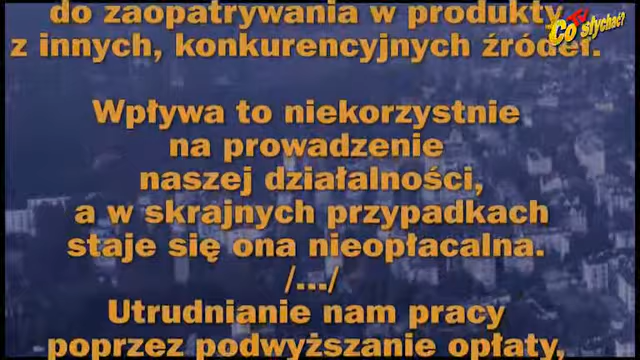 do zaopatrywania w produkty
z innych, konkurencyjnych źródeł.
Co słychać?
Wpływa to niekorzystnie
na prowadzenie
naszej działalności,
a w skrajnych przypadkach
staje się ona nieopłacalna.
/.../
Utrudnianie nam pracy
poprzez podwyższanie opłaty,